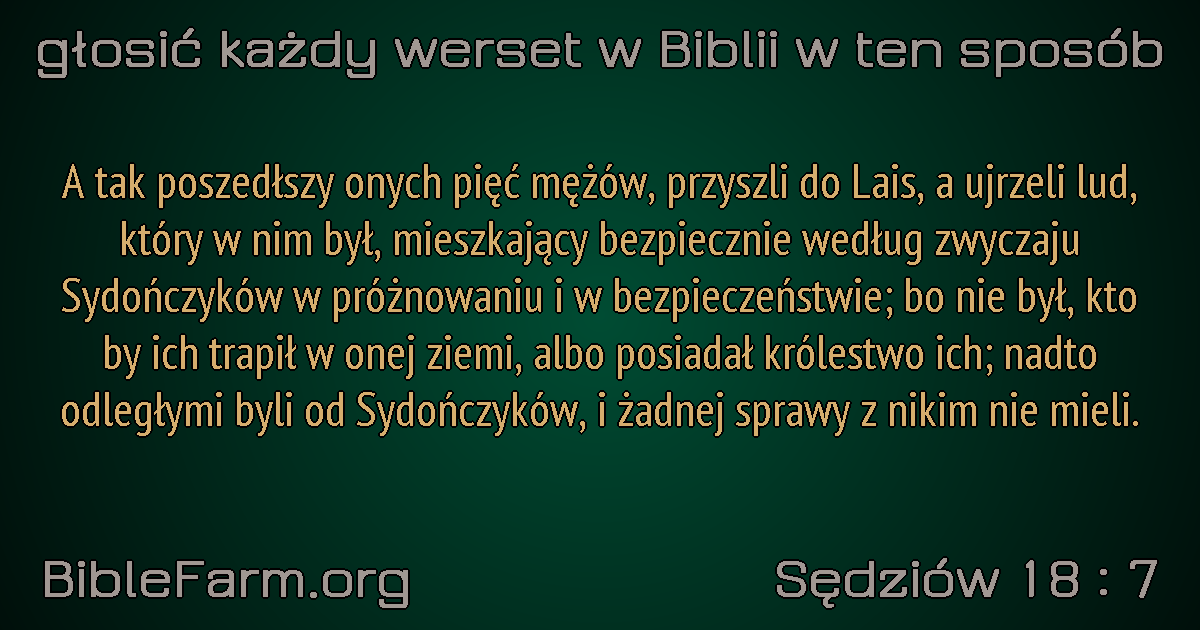 głosić każdy werset w Biblii w ten sposób
A tak poszedłszy onych pięć mężów, przyszli do Lais, a ujrzeli lud,
który w nim był, mieszkający bezpiecznie według zwyczaju
Sydończyków w próżnowaniu i w bezpieczeństwie; bo nie był, kto
by ich trapił w onej ziemi, albo posiadał królestwo ich; nadto
odległymi byli od Sydończyków, i żadnej sprawy z nikim nie mieli.
BibleFarm.org
Sędziów 18 : 7